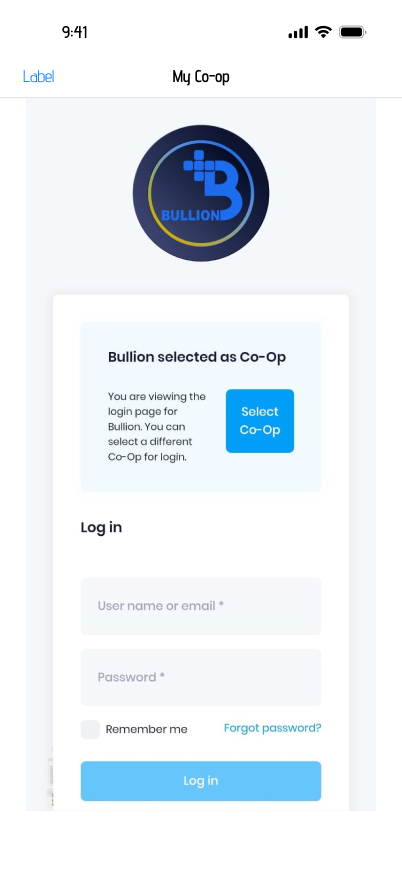 9:41
Label
My Co-op
BULLION
Bullion selected as Co-Op
You are viewing the
login page for
Bullion. You can
select a different
Co-Op for login.
Select
Co-Op
Log in
User name or email *
Password *
Remember me
Forgot password?
Log in